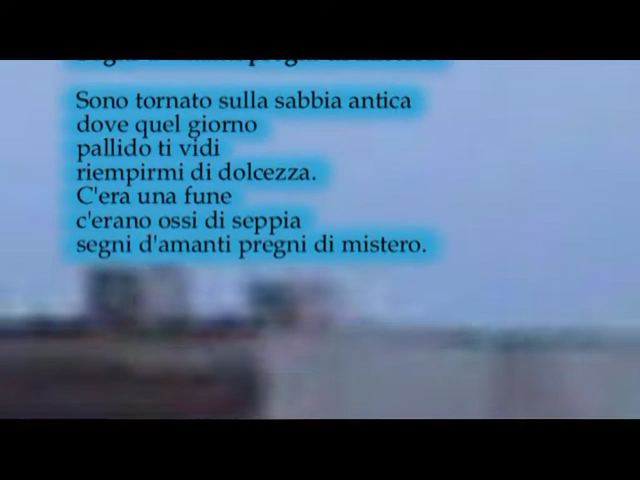 Sono tornato sulla sabbia antica
dove quel giorno
pallido ti vidi
riempirmi di dolcezza.
C'era una fune
c'erano ossi di seppia
segni d'amanti pregni di mistero.